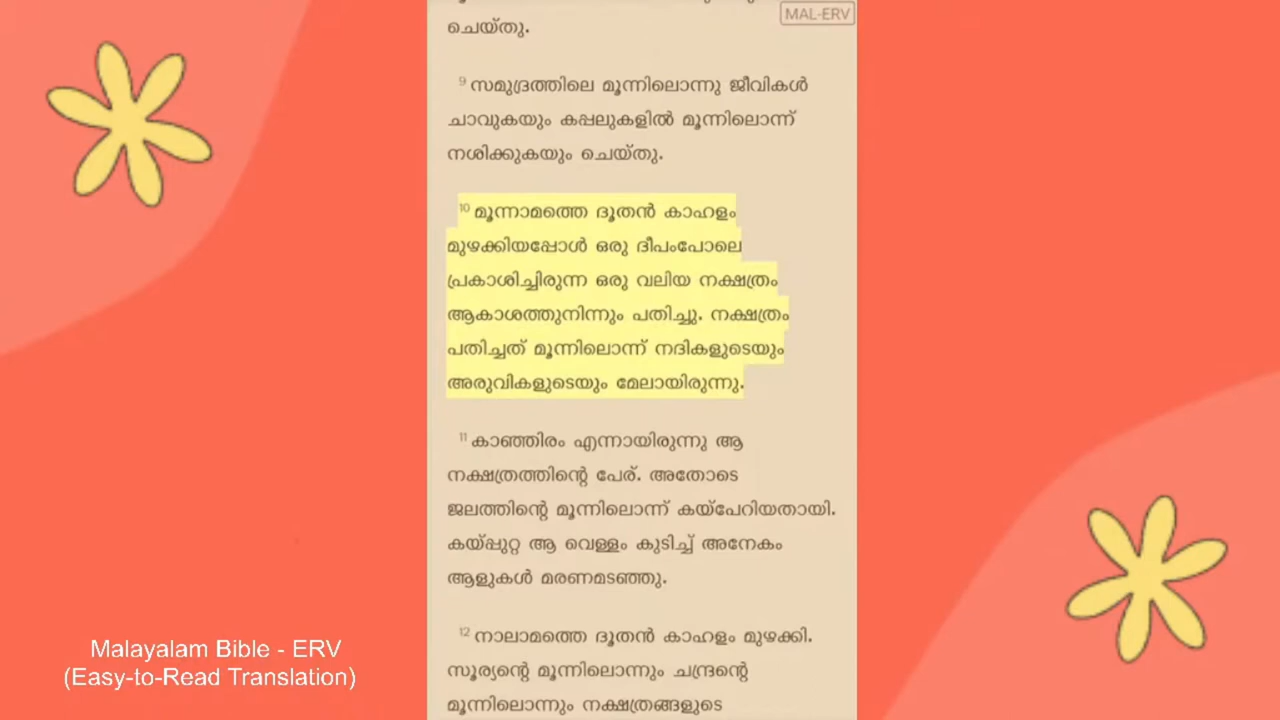 MAL-ERV
ചെയ്തു.
9 സമുദ്രത്തിലെ മൂന്നിലൊന്നു ജീവികൾ
ചാവുകയും കപ്പലുകളിൽ മൂന്നിലൊന്ന്
നശിക്കുകയും ചെയ്തു.
10 മൂന്നാമത്തെ ദൂതൻ കാഹളം
മുഴക്കിയപ്പോൾ ഒരു ദീപംപോലെ
പ്രകാശിച്ചിരുന്ന ഒരു വലിയ നക്ഷത്രം
ആകാശത്തുനിന്നും പതിച്ചു. നക്ഷത്രം
പതിച്ചത് മൂന്നിലൊന്ന് നദികളുടെയും
അരുവികളുടെയും മേലായിരുന്നു.
11 കാഞ്ഞിരം എന്നായിരുന്നു ആ
നക്ഷത്രത്തിന്റെ പേര്. അതോടെ
ജലത്തിന്റെ മൂന്നിലൊന്ന് കയ്പേറിയതായി.
കയ്പ്പുറ്റ ആ വെള്ളം കുടിച്ച് അനേകം
ആളുകൾ മരണമടഞ്ഞു.
12 നാലാമത്തെ ദൂതൻ കാഹളം മുഴക്കി.
സൂര്യന്റെ മൂന്നിലൊന്നും ചന്ദ്രന്റെ
മൂന്നിലൊന്നും നക്ഷത്രങ്ങളുടെ
Malayalam Bible - ERV
(Easy-to-Read Translation)